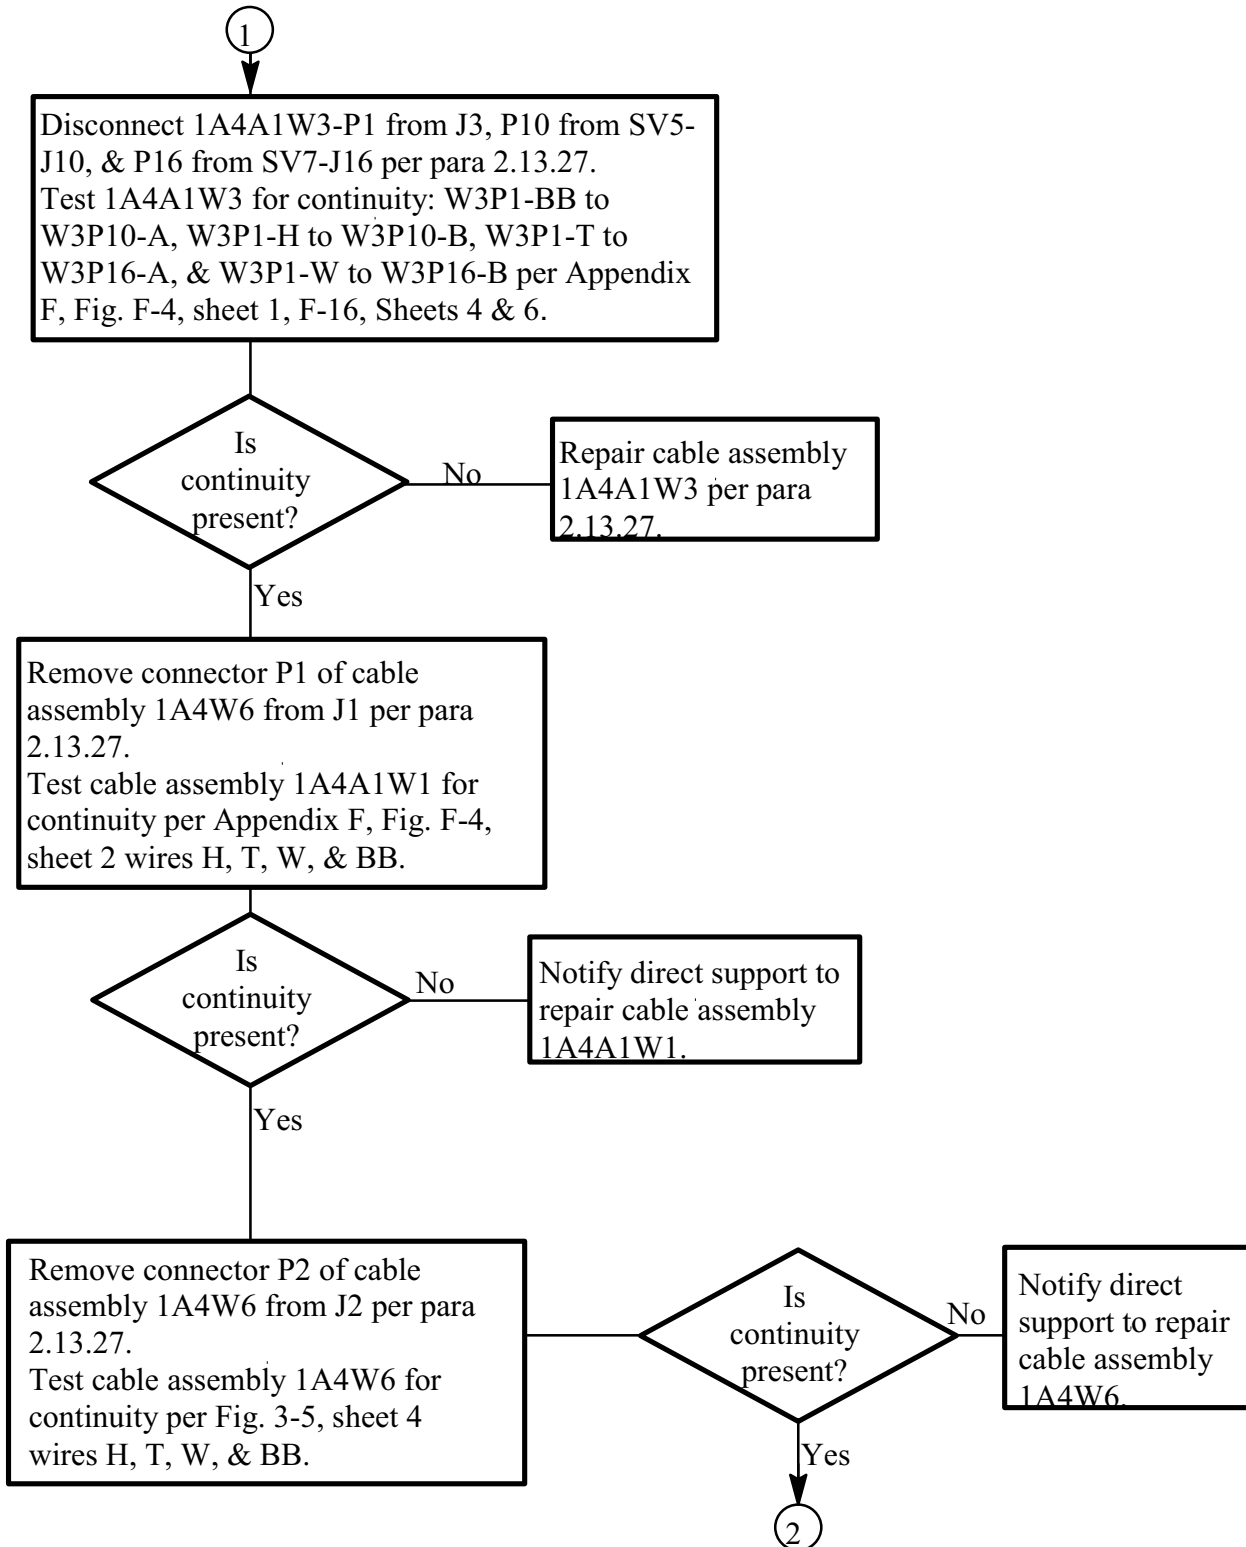 1
Disconnect 1A4A1W3-P1 from J3, P10 from SV5-
J10, & P16 from SV7-J16 per para 2.13.27.
Test 1A4A1W3 for continuity: W3P1-BB to
W3P10-A, W3P1-H to W3P10-B, W3P1-T to
W3P16-A, & W3P1-W to W3P16-B per Appendix
F, Fig. F-4, sheet 1, F-16, Sheets 4 & 6.
Is
continuity
present?
No
Repair cable assembly
1A4A1W3 per para
2.13.27.
Yes
Remove connector P1 of cable
assembly 1A4W6 from J1 per para
2.13.27.
Test cable assembly 1A4A1W1 for
continuity per Appendix F, Fig. F-4,
sheet 2 wires H, T, W, & BB.
Is
continuity
present?
No
Notify direct support to
repair cable assembly
1A4A1W1.
Yes
Remove connector P2 of cable
assembly 1A4W6 from J2 per para
2.13.27.
Test cable assembly 1A4W6 for
continuity per Fig. 3-5, sheet 4
wires H, T, W, & BB.
Is
continuity
present?
No
Notify direct
support to repair
cable assembly
1A4W6.
Yes
2